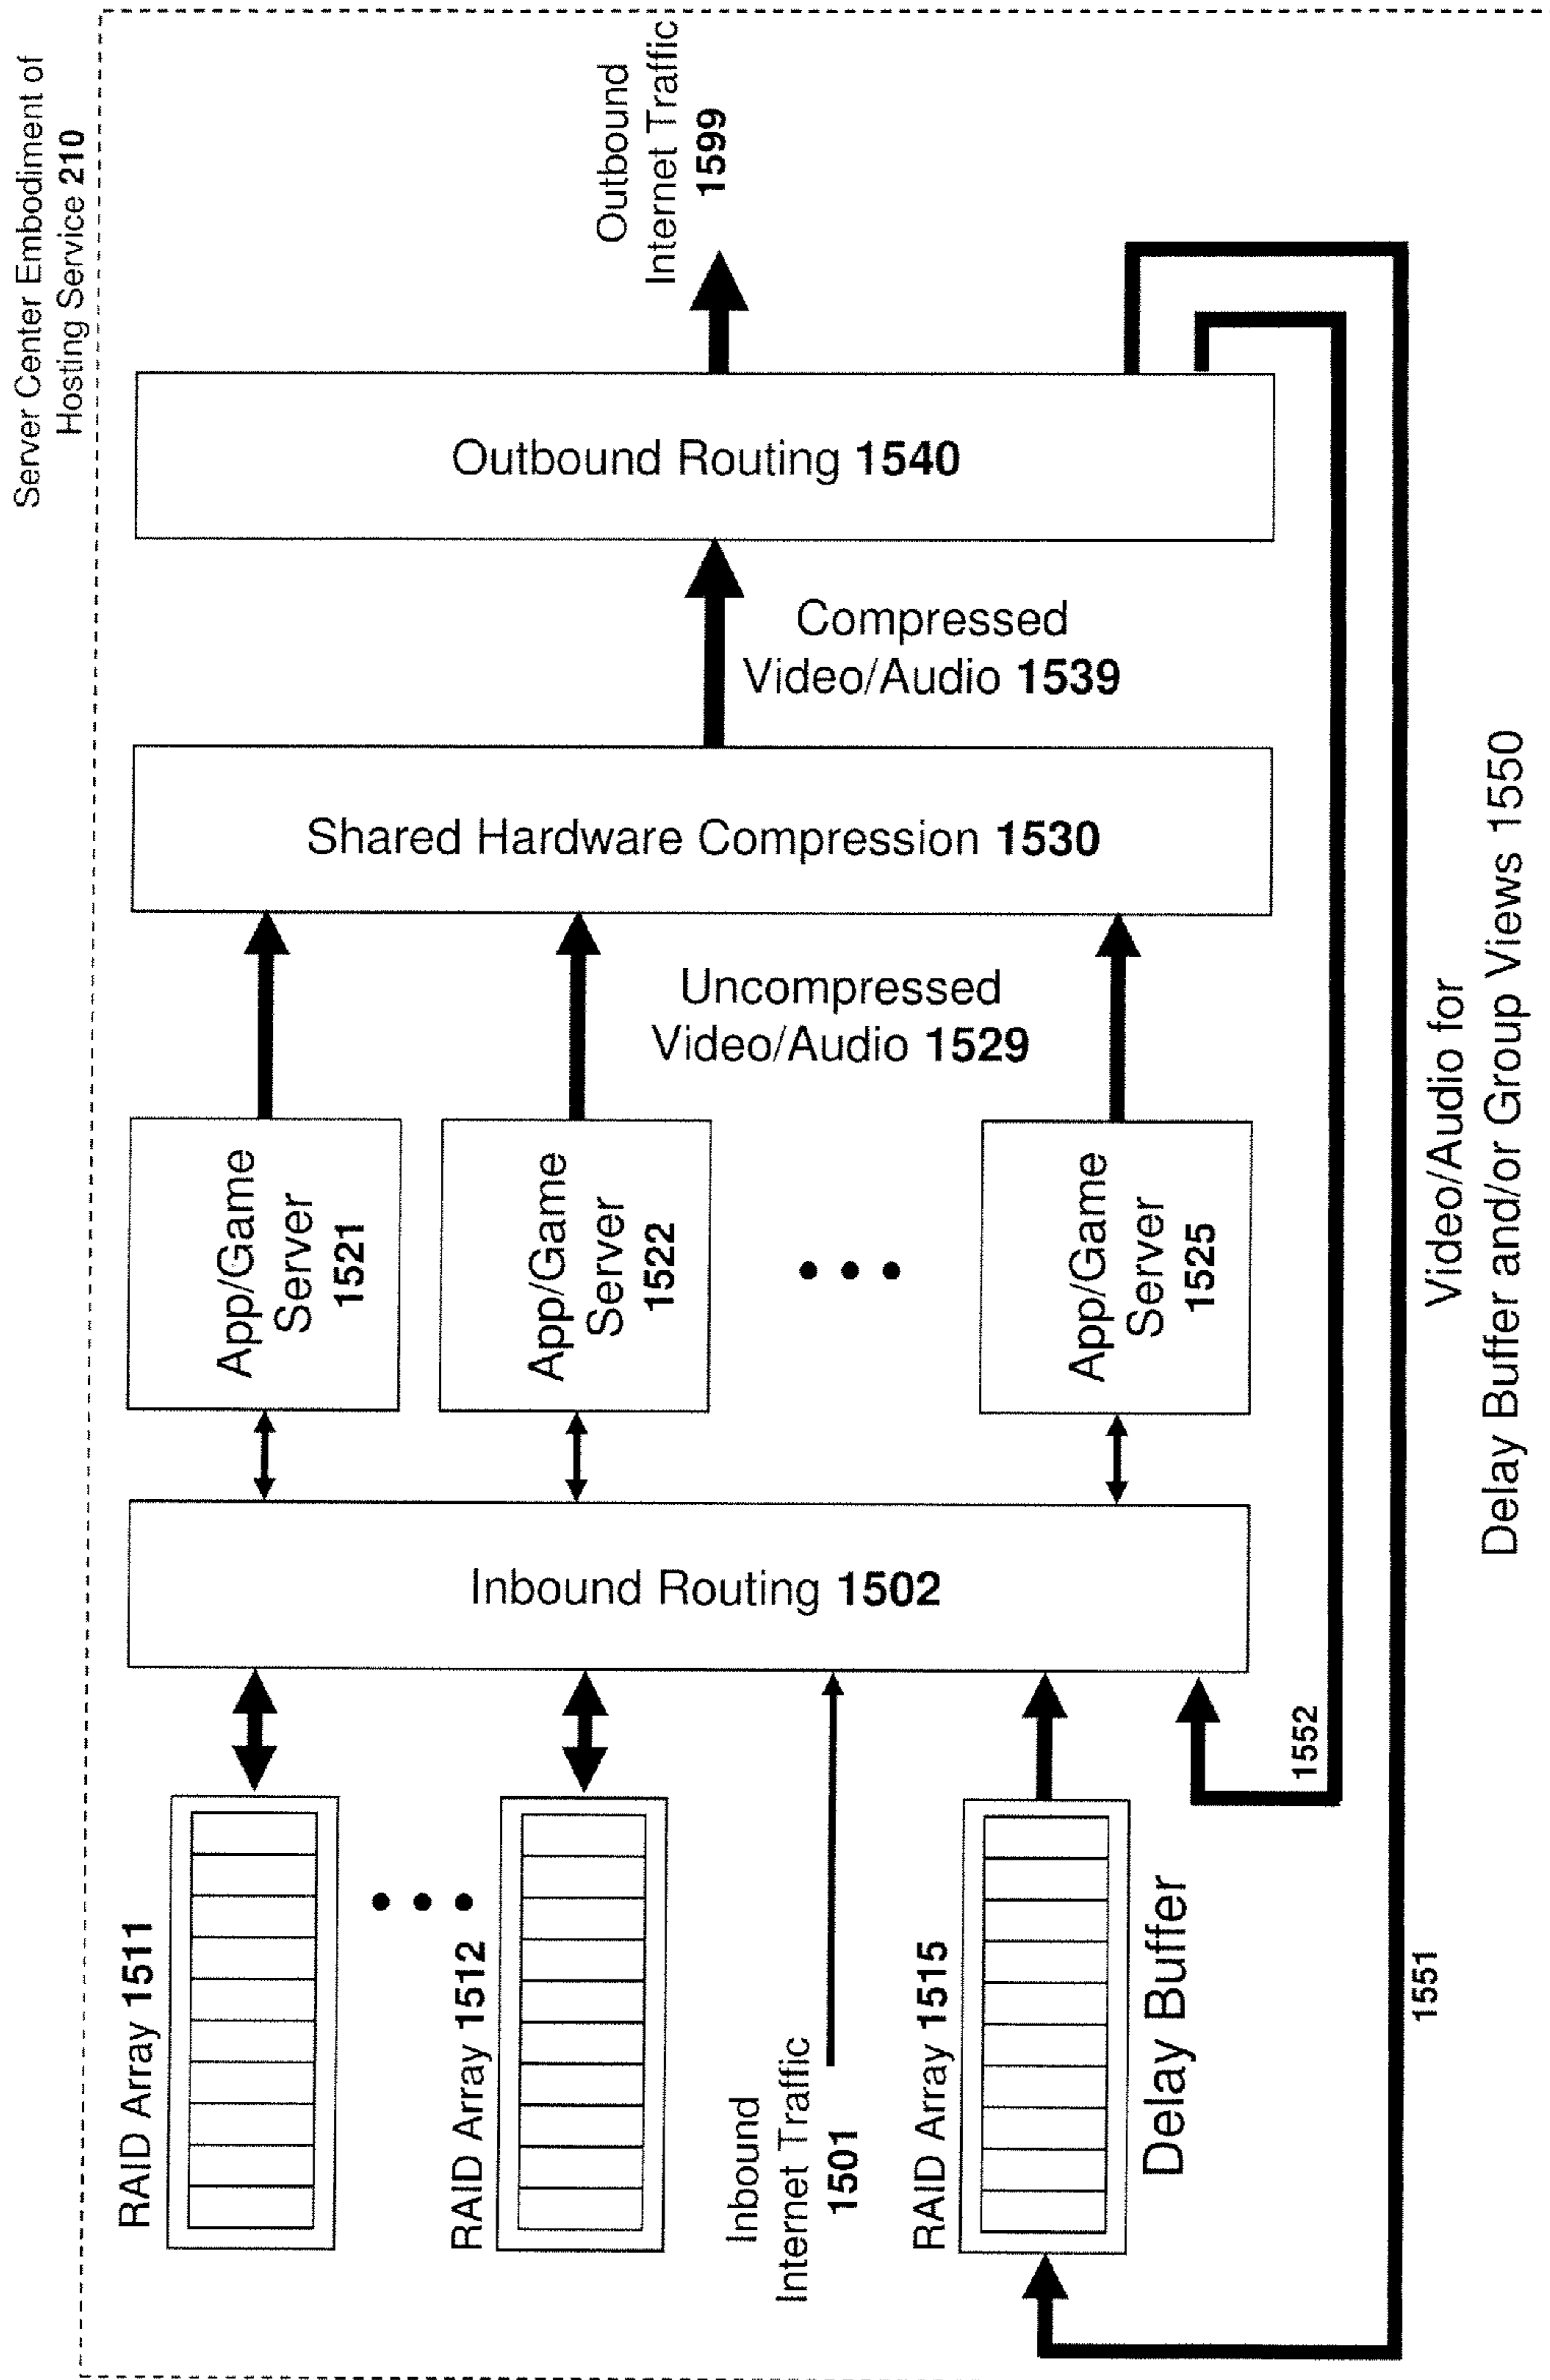 Server Center Embodiment of
Hosting Service 210
RAID Array 1511
RAID Array 1512
Inbound
Internet Traffic
1501
RAID Array 1515
Delay Buffer
Inbound Routing 1502
App/Game
Server
1521
App/Game
Server
1522
App/Game
Server
1525
Uncompressed
Video/Audio 1529
Shared Hardware Compression 1530
Compressed
Video/Audio 1539
Outbound Routing 1540
Outbound
Internet Traffic
1599
1552
1551
Video/Audio for
Delay Buffer and/or Group Views 1550